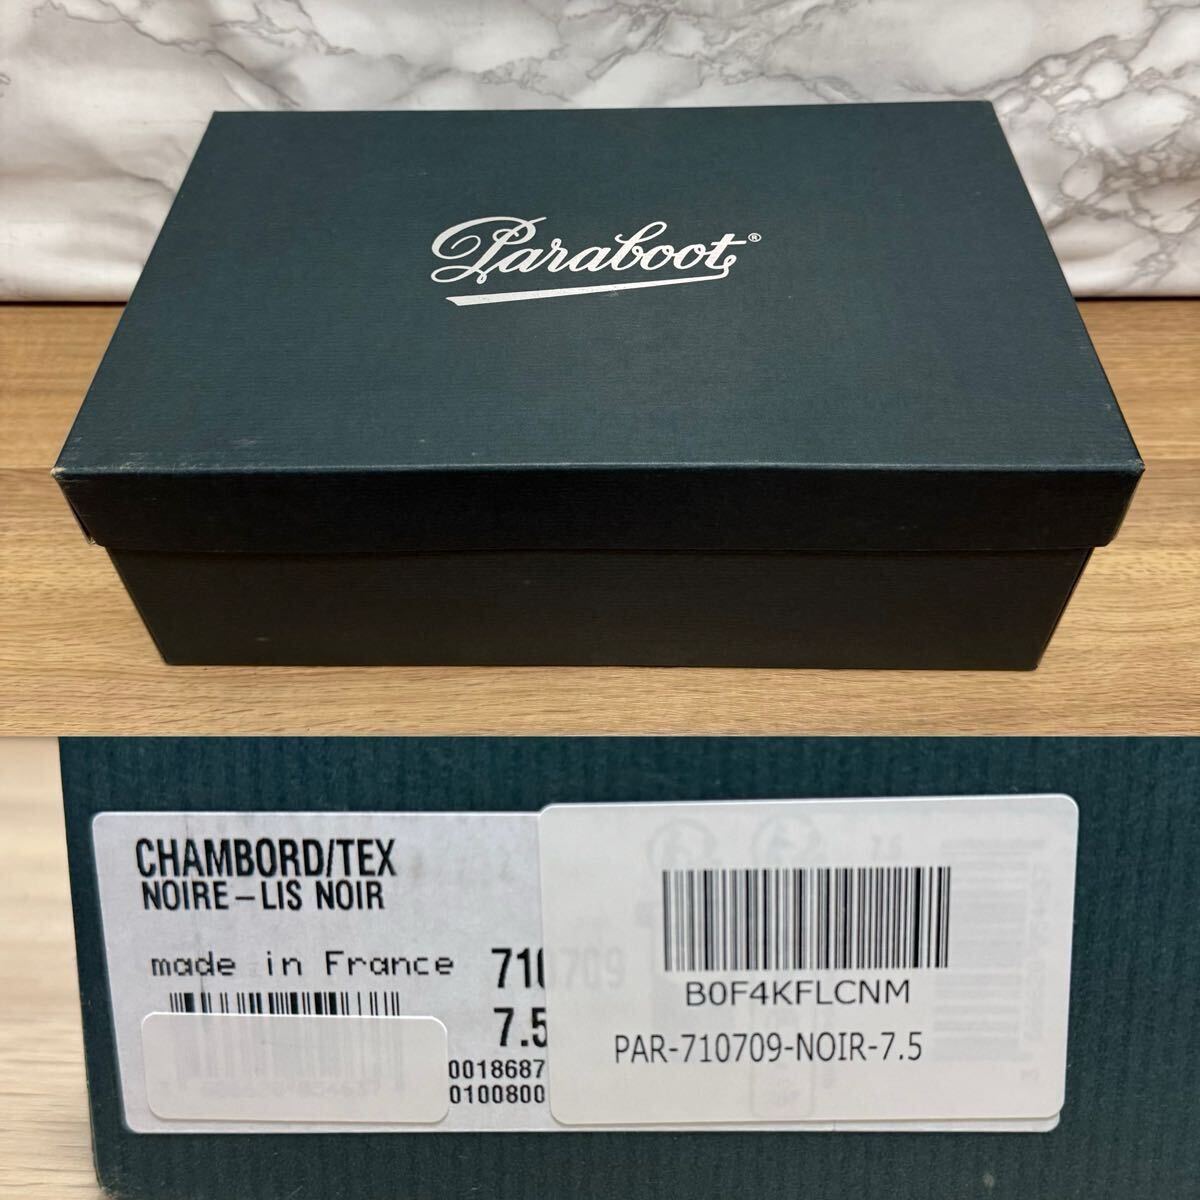 Paraboot®
CHAMBORD/TEX
NOIRE-LIS NOIR
made in France
710709
7.5
0018687
0100800
B0F4KFLCNM
PAR-710709-NOIR-7.5